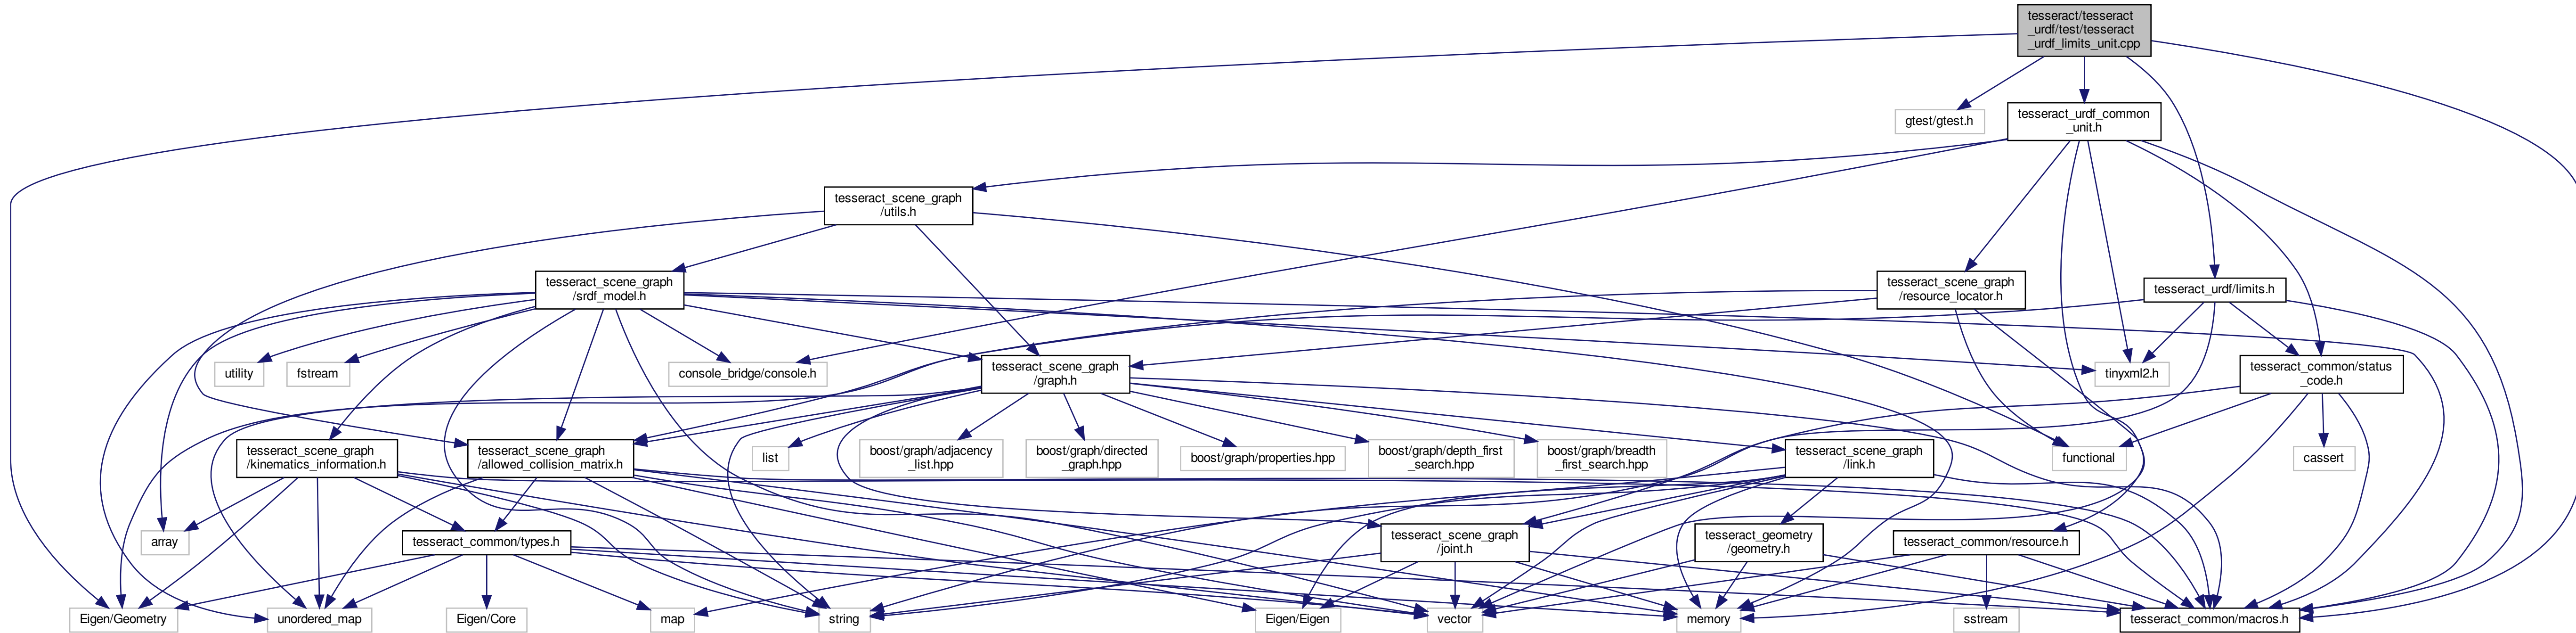 tesseract/tesseract
_urdf/test/tesseract
_urdf_limits_unit.cpp
gtest/gtest.h
tesseract_urdf_common
_unit.h
tesseract_scene_graph
/utils.h
tesseract_scene_graph
/srdf_model.h
tesseract_scene_graph
/resource_locator.h
tesseract_urdf/limits.h
utility
fstream
console_bridge/console.h
tesseract_scene_graph
/graph.h
tinyxml2.h
tesseract_common/status
_code.h
tesseract_scene_graph
/kinematics_information.h
tesseract_scene_graph
/allowed_collision_matrix.h
list
boost/graph/adjacency
_list.hpp
boost/graph/directed
_graph.hpp
boost/graph/properties.hpp
boost/graph/depth_first
_search.hpp
boost/graph/breadth
_first_search.hpp
tesseract_scene_graph
/link.h
functional
cassert
array
tesseract_common/types.h
tesseract_scene_graph
/joint.h
tesseract_geometry
/geometry.h
tesseract_common/resource.h
Eigen/Geometry
unordered_map
Eigen/Core
map
string
Eigen/Eigen
vector
memory
sstream
tesseract_common/macros.h